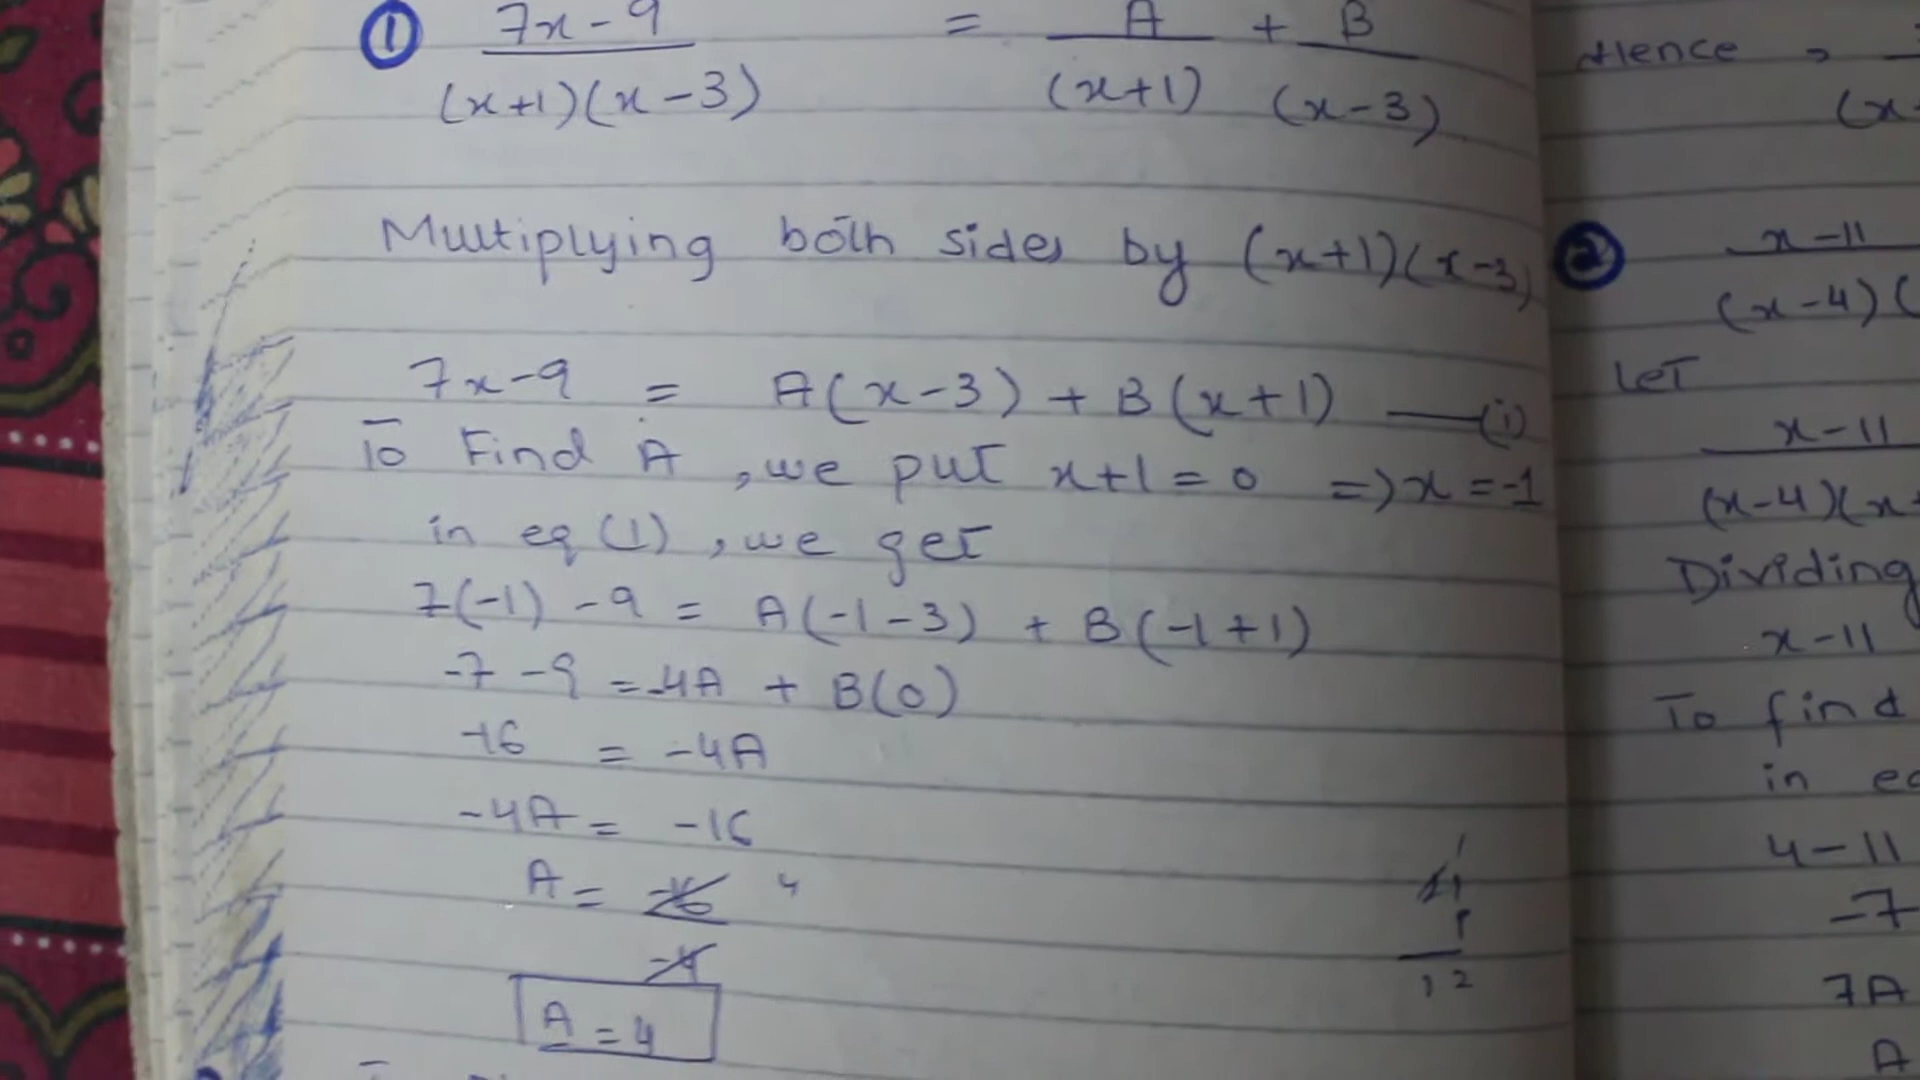 ① 7x-9 = A + B
(x+1)(x-3) (x+1) (x-3)
Multiplying both sides by (x+1)(x-3)
7x-9 = A(x-3) + B(x+1) —(i)
To Find A, we put x+1=0 => x=-1
in eq (1), we get
7(-1) -9 = A(-1-3) + B(-1+1)
-7 -9 = -4A + B(0)
-16 = -4A
-4A = -16
A = -16 4
-4
A = 4
12
Hence,
(x-
② x-11
(x-4)(
Let
x-11
(x-4)(x+
Dividing
x-11
To find
in eq
4-11
-7
7A
A